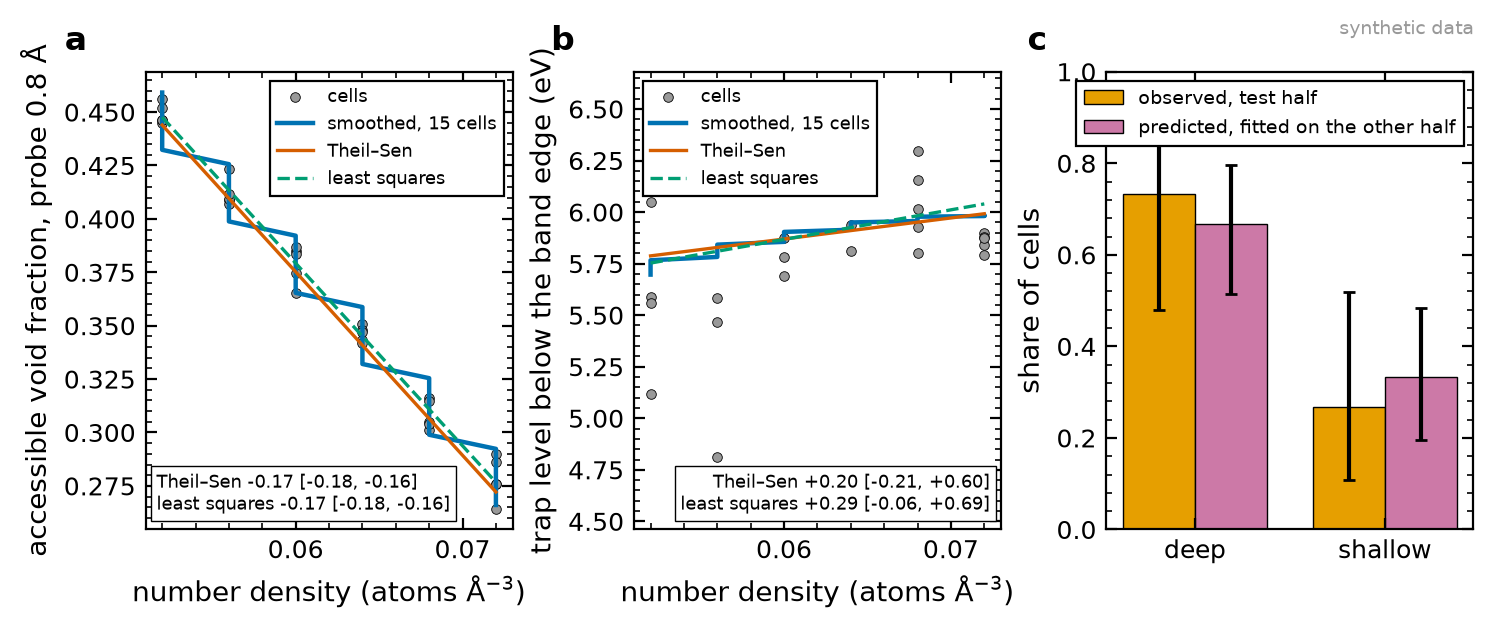 synthetic data
a
accessible void fraction, probe 0.8 Å
0.450
0.425
0.400
0.375
0.350
0.325
0.300
0.275
cells
smoothed, 15 cells
Theil–Sen
least squares
Theil–Sen -0.17 [-0.18, -0.16]
least squares -0.17 [-0.18, -0.16]
0.06
0.07
number density (atoms Å⁻³)
b
trap level below the band edge (eV)
6.50
6.25
6.00
5.75
5.50
5.25
5.00
4.75
4.50
cells
smoothed, 15 cells
Theil–Sen
least squares
Theil–Sen +0.20 [-0.21, +0.60]
least squares +0.29 [-0.06, +0.69]
0.06
0.07
number density (atoms Å⁻³)
c
share of cells
1.0
0.8
0.6
0.4
0.2
0.0
observed, test half
predicted, fitted on the other half
deep
shallow